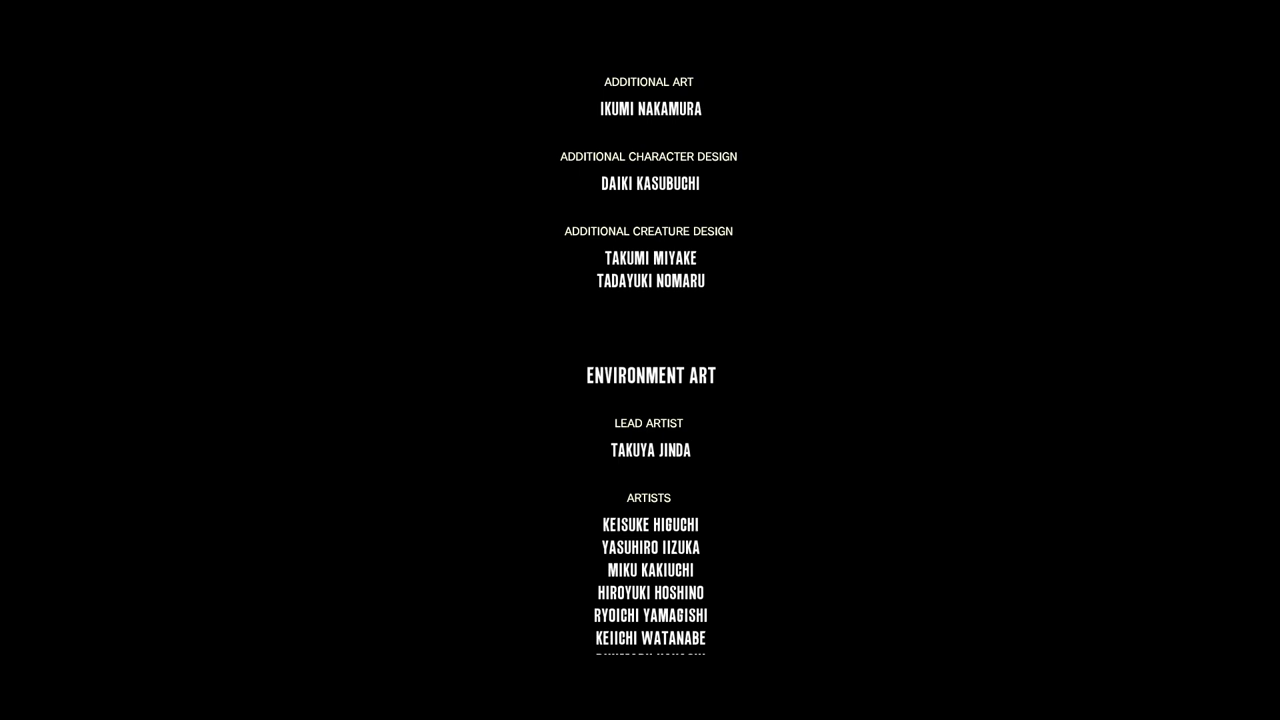 ADDITIONAL ART
IKUMI NAKAMURA
ADDITIONAL CHARACTER DESIGN
DAIKI KASUBUCHI
ADDITIONAL CREATURE DESIGN
TAKUMI MIYAKE
TADAYUKI NOMARU
ENVIRONMENT ART
LEAD ARTIST
TAKUYA JINDA
ARTISTS
KEISUKE HIGUCHI
YASUHIRO IIZUKA
MIKU KAKIUCHI
HIROYUKI HOSHINO
RYOICHI YAMAGISHI
KEIICHI WATANABE